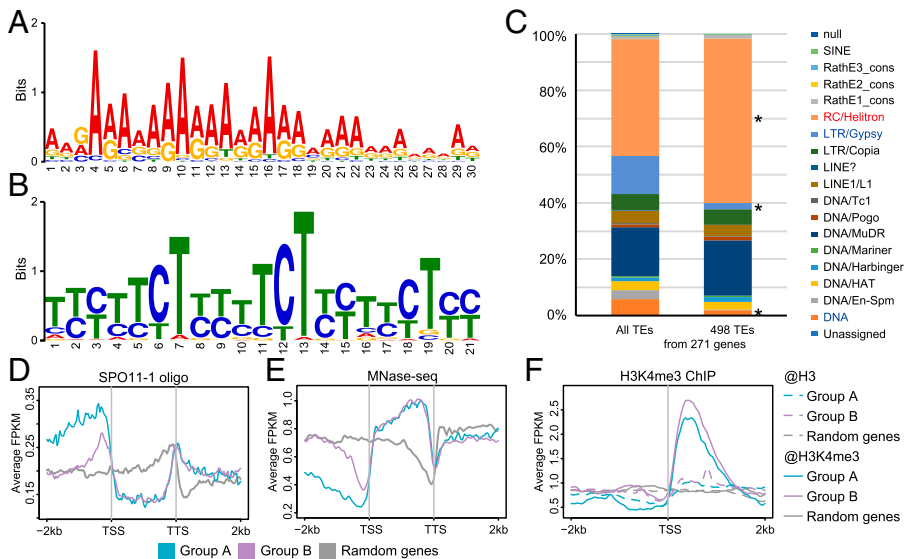 A
Bits
2
1
0
1 2 3 4 5 6 7 8 9 10 11 12 13 14 15 16 17 18 19 20 21 22 23 24 25 26 27 28 29 30
B
Bits
2
1
0
1 2 3 4 5 6 7 8 9 10 11 12 13 14 15 16 17 18 19 20 21
C
100%
80%
60%
40%
20%
0%
*
*
*
All TEs
498 TEs
from 271 genes
null
SINE
RathE3_cons
RathE2_cons
RathE1_cons
RC/Helitron
LTR/Gypsy
LTR/Copia
LINE?
LINE1/L1
DNA/Tc1
DNA/Pogo
DNA/MuDR
DNA/Mariner
DNA/Harbinger
DNA/HAT
DNA/En-Spm
DNA
Unassigned
D
SPO11-1 oligo
Average FPKM
0.35
0.25
0.15
−2kb
TSS
TTS
2kb
E
MNase-seq
Average FPKM
1.0
0.8
0.6
0.4
0.2
−2kb
TSS
TTS
2kb
F
H3K4me3 ChIP
Average FPKM
2.5
2.0
1.5
1.0
0.5
−2kb
TSS
2kb
@H3
Group A
Group B
Random genes
@H3K4me3
Group A
Group B
Random genes
Group A
Group B
Ramdom genes